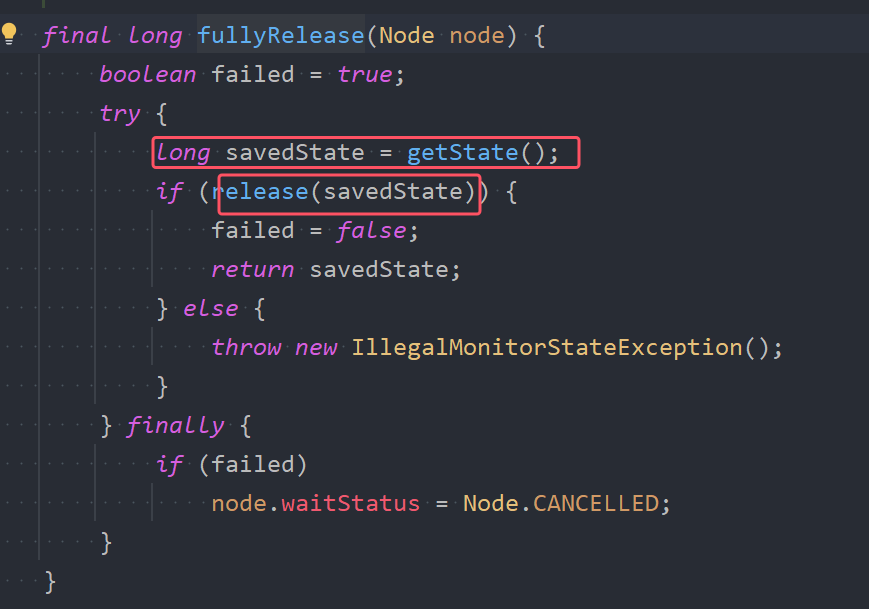 final long fullyRelease(Node node) {
boolean failed = true;
try {
long savedState = getState();
if (release(savedState)) {
failed = false;
return savedState;
} else {
throw new IllegalMonitorStateException();
}
} finally {
if (failed)
node.waitStatus = Node.CANCELLED;
}
}